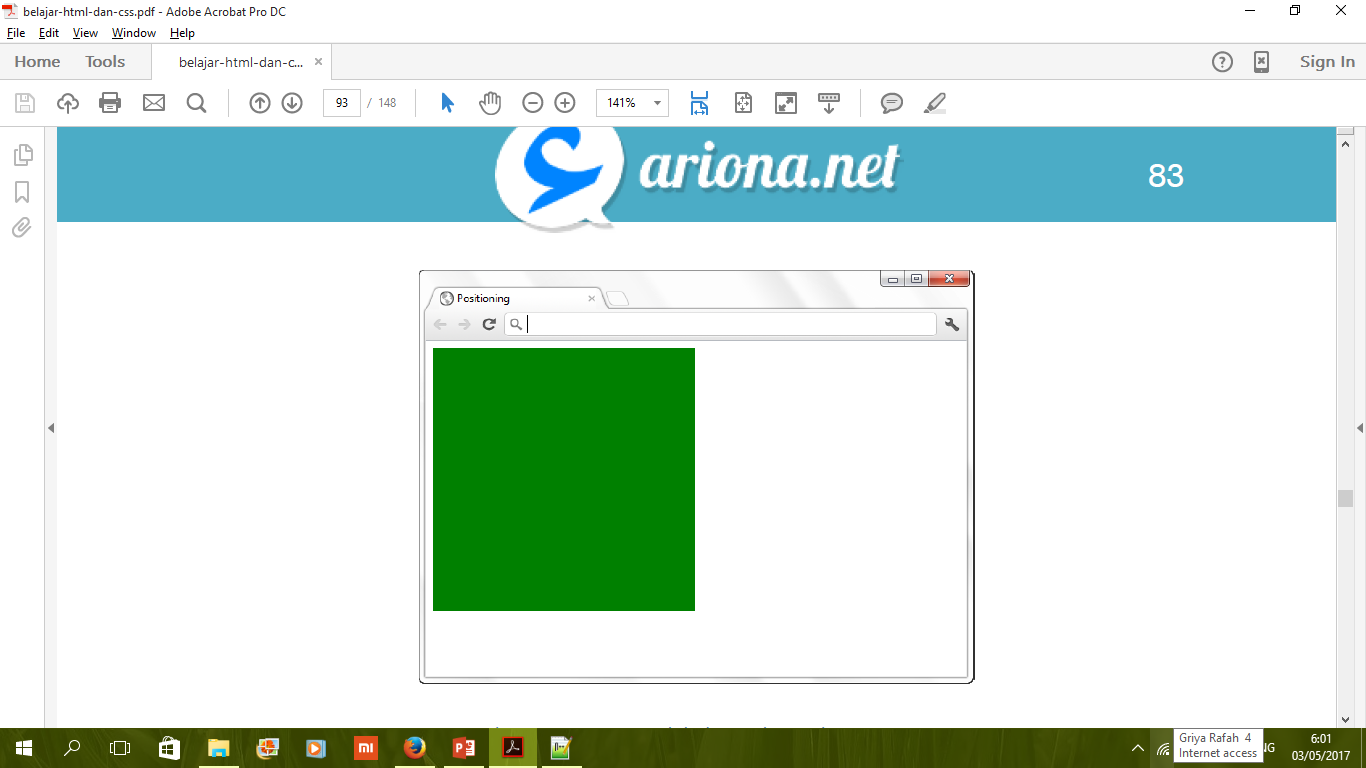 belajar-html-dan-css.pdf - Adobe Acrobat Pro DC
File Edit View Window Help
Home Tools belajar-html-dan-c... Sign In
93 / 148 141%
ariona.net 83
Positioning
Griya Rafah 4
Internet access
NG
6:01
03/05/2017